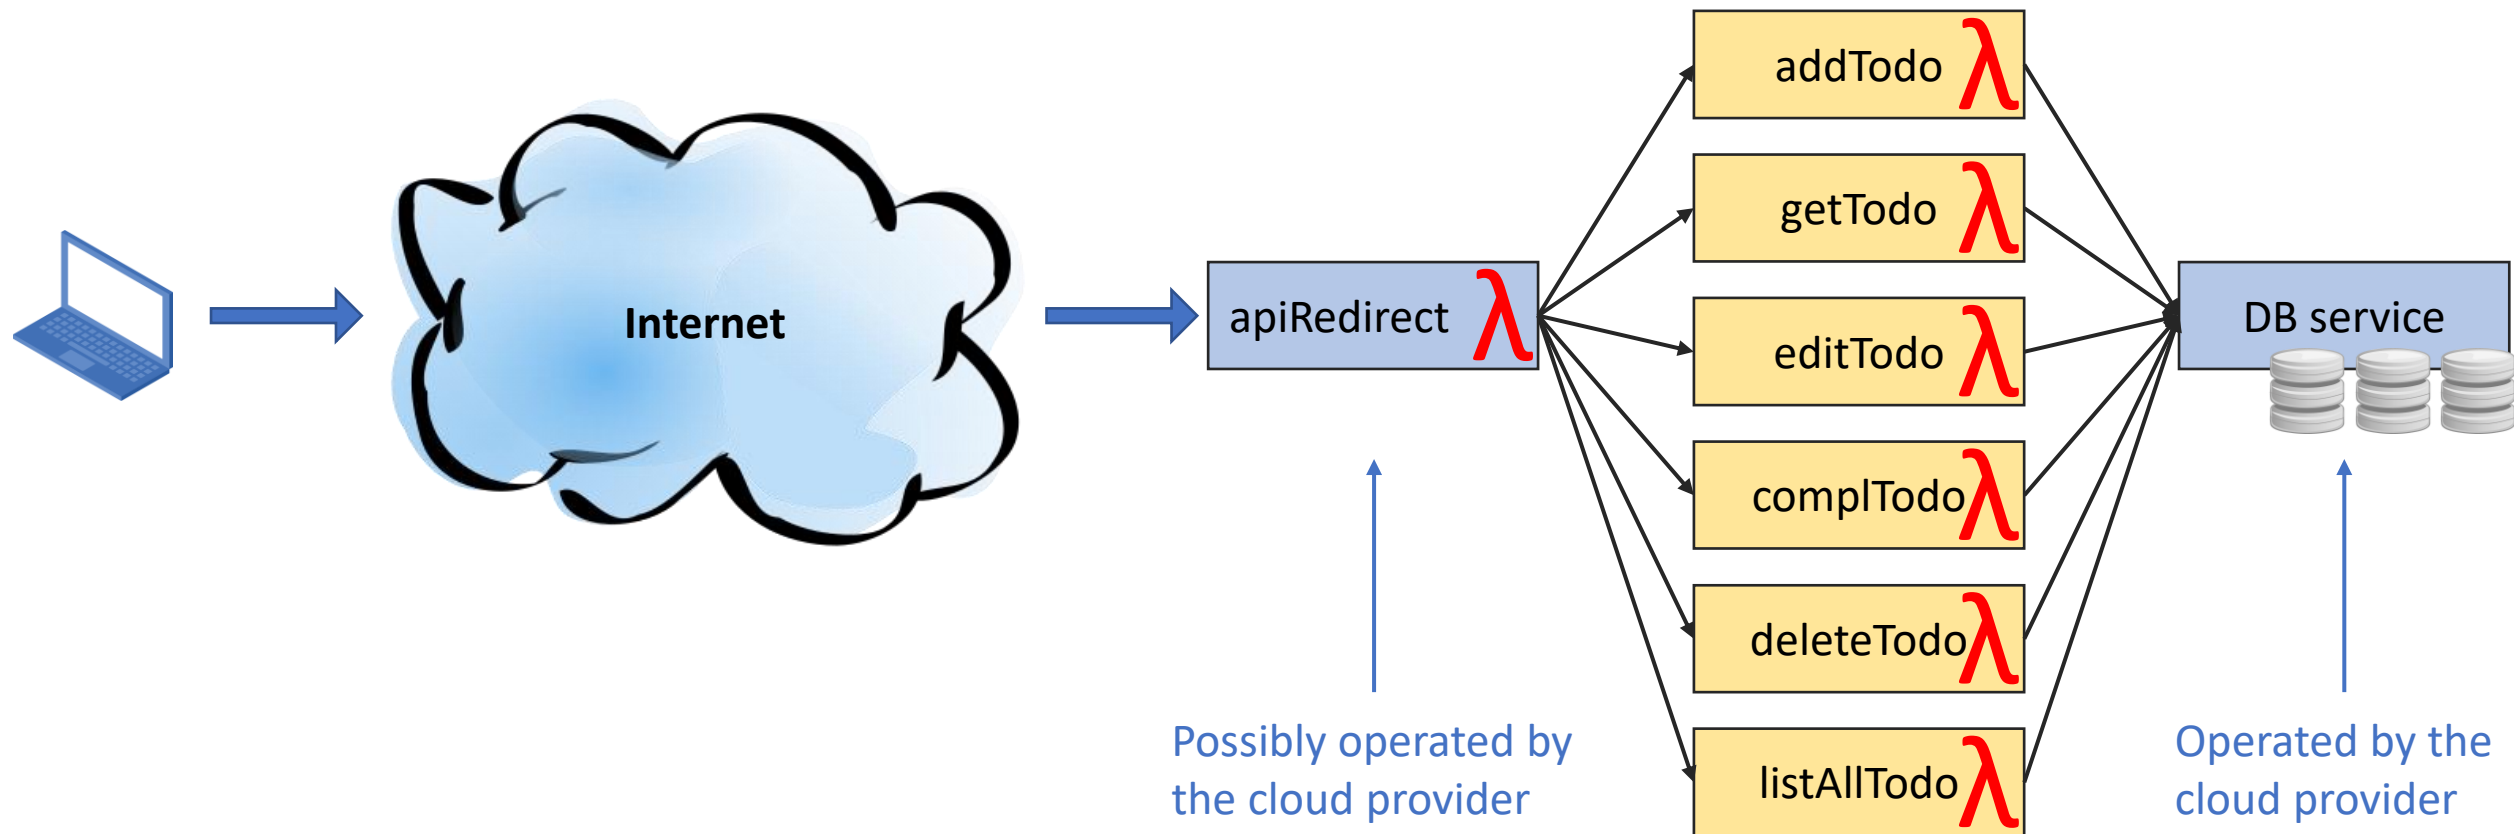 Internet
apiRedirect λ
addTodo λ
getTodo λ
editTodo λ
complTodo λ
deleteTodo λ
listAllTodo λ
DB service
Possibly operated by
the cloud provider
Operated by the
cloud provider